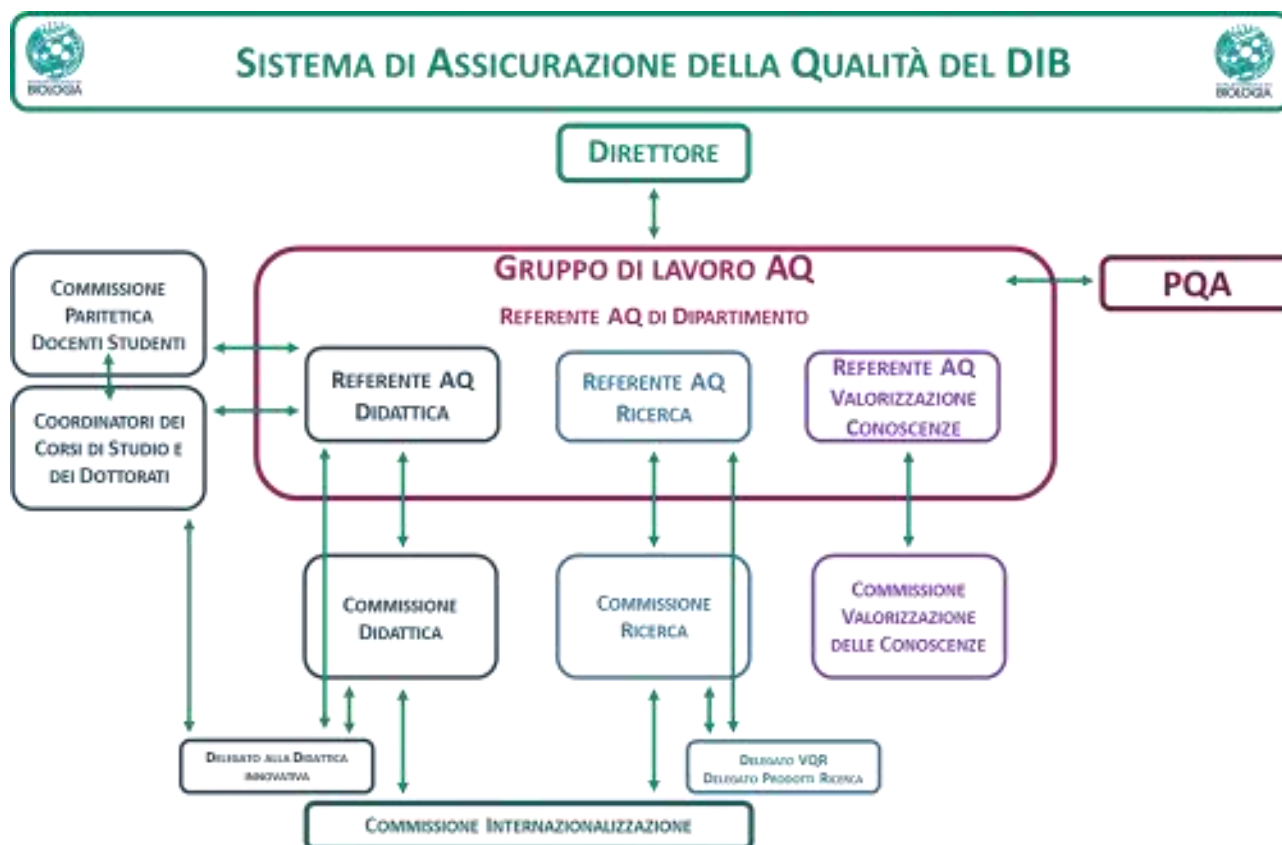 BIOLOGIA
SISTEMA DI ASSICURAZIONE DELLA QUALITÀ DEL DIB
BIOLOGIA
DIRETTORE
GRUPPO DI LAVORO AQ
REFERENTE AQ DI DIPARTIMENTO
PQA
COMMISSIONE
PARITETICA
DOCENTI STUDENTI
COORDINATORI DEI
CORSI DI STUDIO E
DEI DOTTORATI
REFERENTE AQ
DIDATTICA
REFERENTE AQ
RICERCA
REFERENTE AQ
VALORIZZAZIONE
CONOSCENZE
COMMISSIONE
DIDATTICA
COMMISSIONE
RICERCA
COMMISSIONE
VALORIZZAZIONE
DELLE CONOSCENZE
DELEGATO ALLA DIDATTICA
INNOVATIVA
DELEGATO VQR
DELEGATO PRODOTTI RICERCA
COMMISSIONE INTERNAZIONALIZZAZIONE